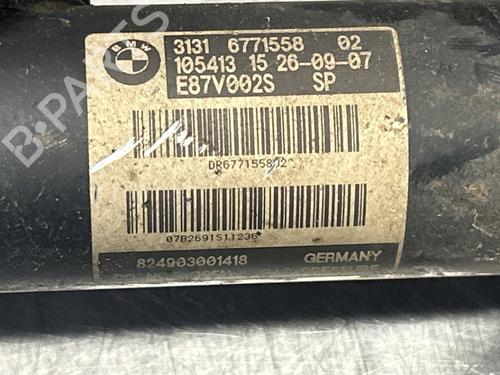 BMW
3131 6771558 02
105413 15 26-09-07
E87V002S SP
DR677155802
07B2691S11236
824903001418 GERMANY
B-PARTS